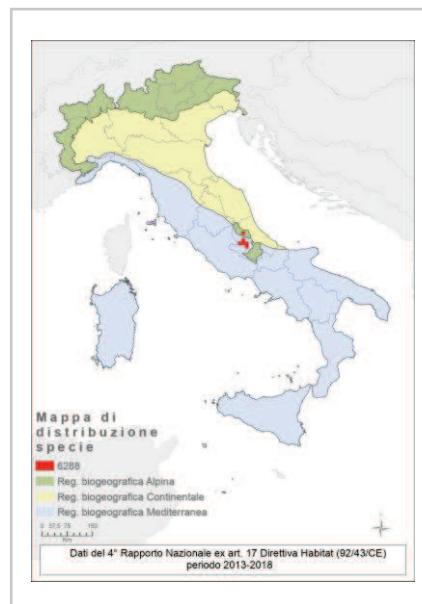 Mappa di
distribuzione
specie
6288
Reg. biogeografica Alpina
Reg. biogeografica Continentale
Reg. biogeografica Mediterranea
0 37,5 75 150
Km
Dati del 4° Rapporto Nazionale ex art. 17 Direttiva Habitat (92/43/CE)
periodo 2013-2018